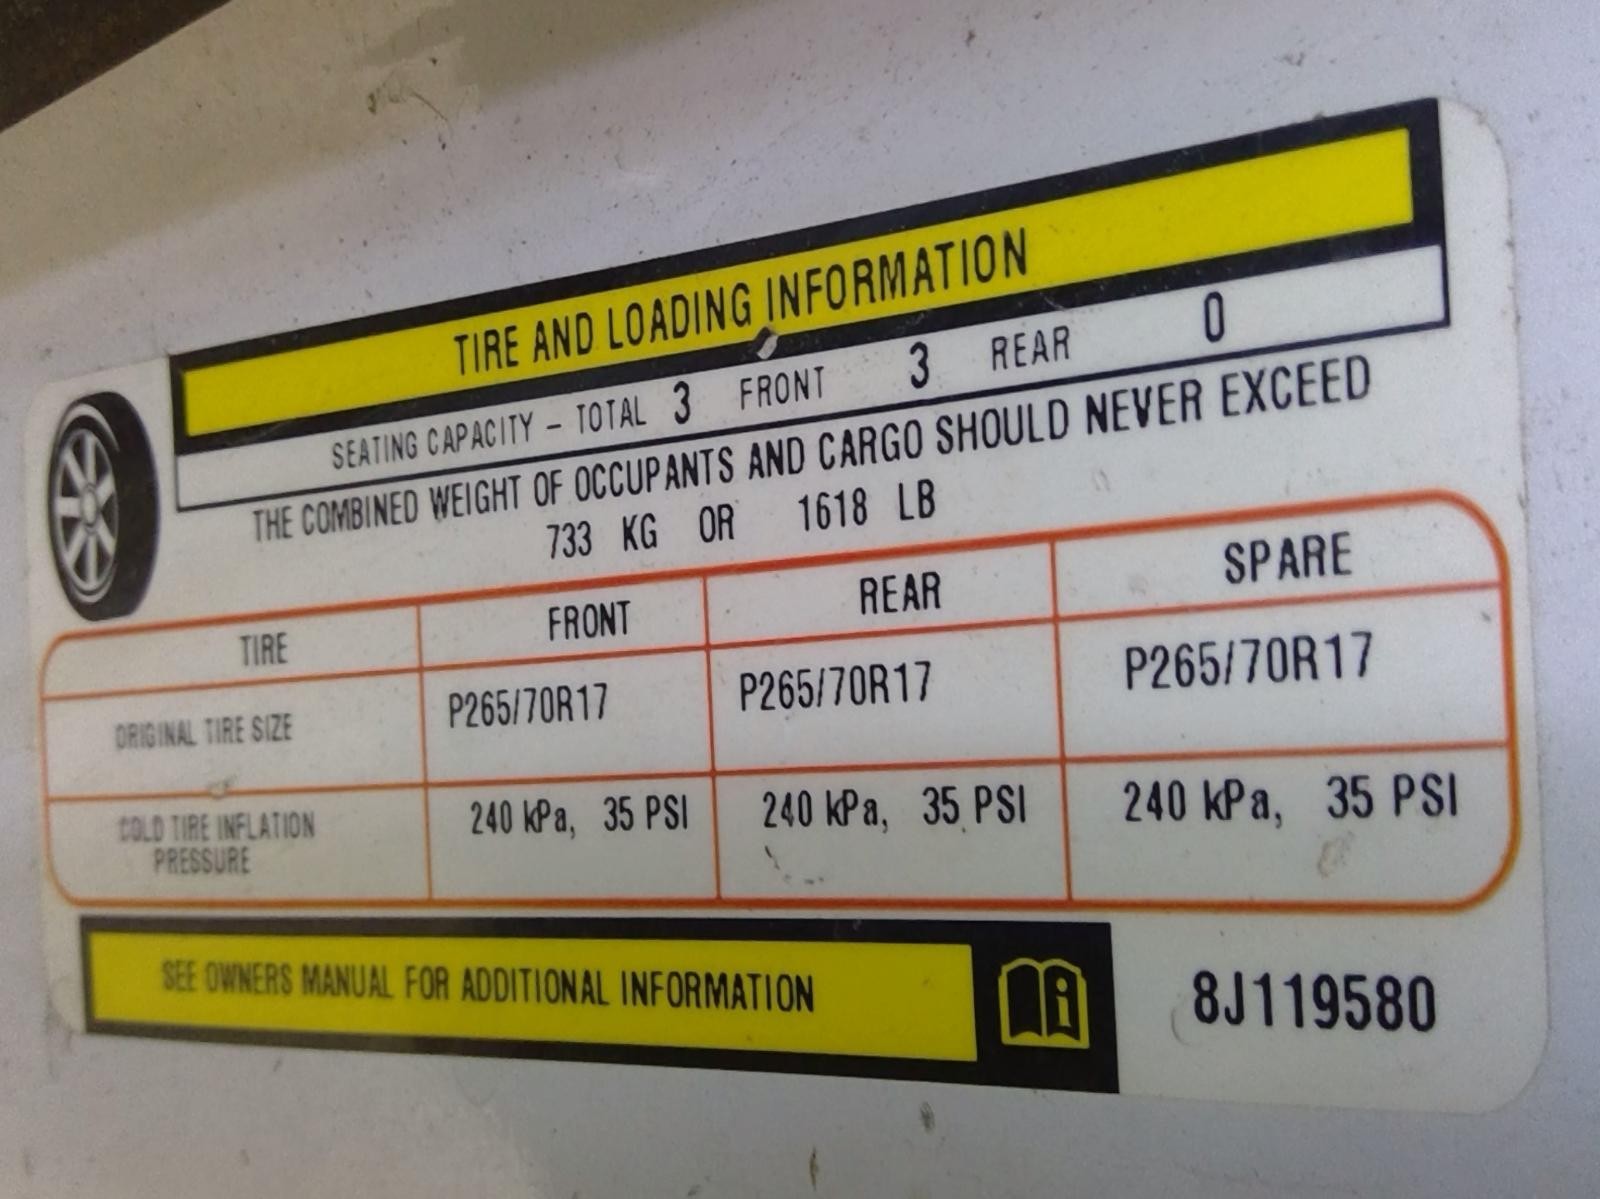 TIRE AND LOADING INFORMATION
SEATING CAPACITY – TOTAL 3 FRONT 3 REAR 0
THE COMBINED WEIGHT OF OCCUPANTS AND CARGO SHOULD NEVER EXCEED
733 KG OR 1618 LB
TIRE FRONT REAR SPARE
ORIGINAL TIRE SIZE P265/70R17 P265/70R17 P265/70R17
COLD TIRE INFLATION 240 kPa, 35 PSI 240 kPa, 35 PSI 240 kPa, 35 PSI
PRESSURE
SEE OWNERS MANUAL FOR ADDITIONAL INFORMATION
8J119580